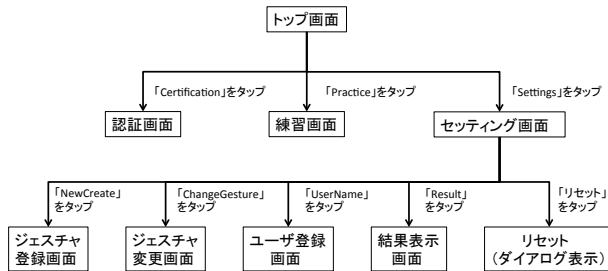 トップ画面
「Certification」をタップ
「Practice」をタップ
「Settings」をタップ
認証画面
練習画面
セッティング画面
「NewCreate」
をタップ
「ChangeGesture」
をタップ
「UserName」
をタップ
「Result」
をタップ
「リセット」
をタップ
ジェスチャ
登録画面
ジェスチャ
変更画面
ユーザ登録
画面
結果表示
画面
リセット
（ダイアログ表示）